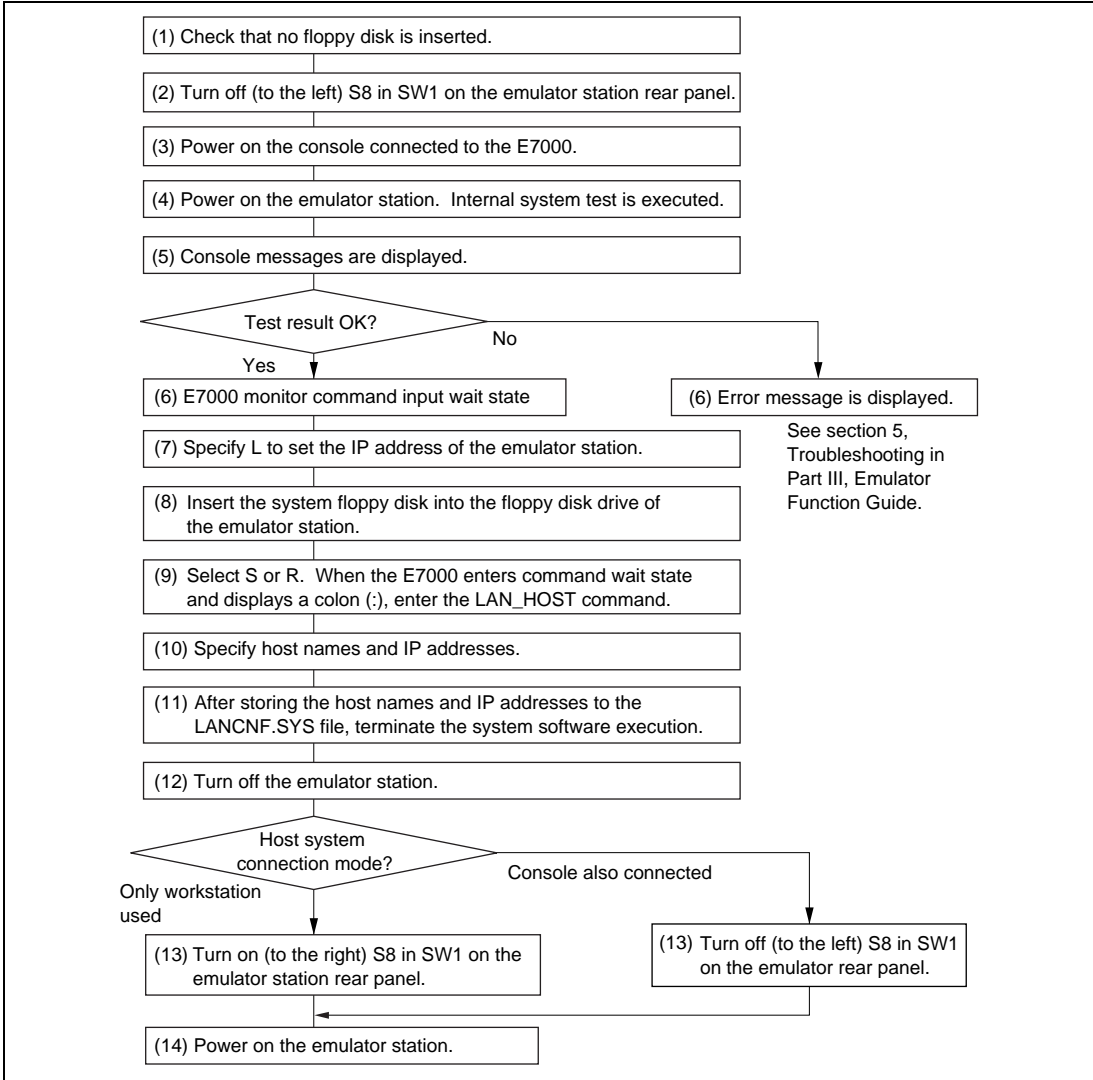 (1) Check that no floppy disk is inserted.
(2) Turn off (to the left) S8 in SW1 on the emulator station rear panel.
(3) Power on the console connected to the E7000.
(4) Power on the emulator station. Internal system test is executed.
(5) Console messages are displayed.
Test result OK?
No
Yes
(6) E7000 monitor command input wait state
(6) Error message is displayed.
See section 5,
Troubleshooting in
Part III, Emulator
Function Guide.
(7) Specify L to set the IP address of the emulator station.
(8) Insert the system floppy disk into the floppy disk drive of
the emulator station.
(9) Select S or R. When the E7000 enters command wait state
and displays a colon (:), enter the LAN_HOST command.
(10) Specify host names and IP addresses.
(11) After storing the host names and IP addresses to the
LANCNF.SYS file, terminate the system software execution.
(12) Turn off the emulator station.
Host system
connection mode?
Console also connected
Only workstation
used
(13) Turn on (to the right) S8 in SW1 on the
emulator station rear panel.
(13) Turn off (to the left) S8 in SW1
on the emulator rear panel.
(14) Power on the emulator station.